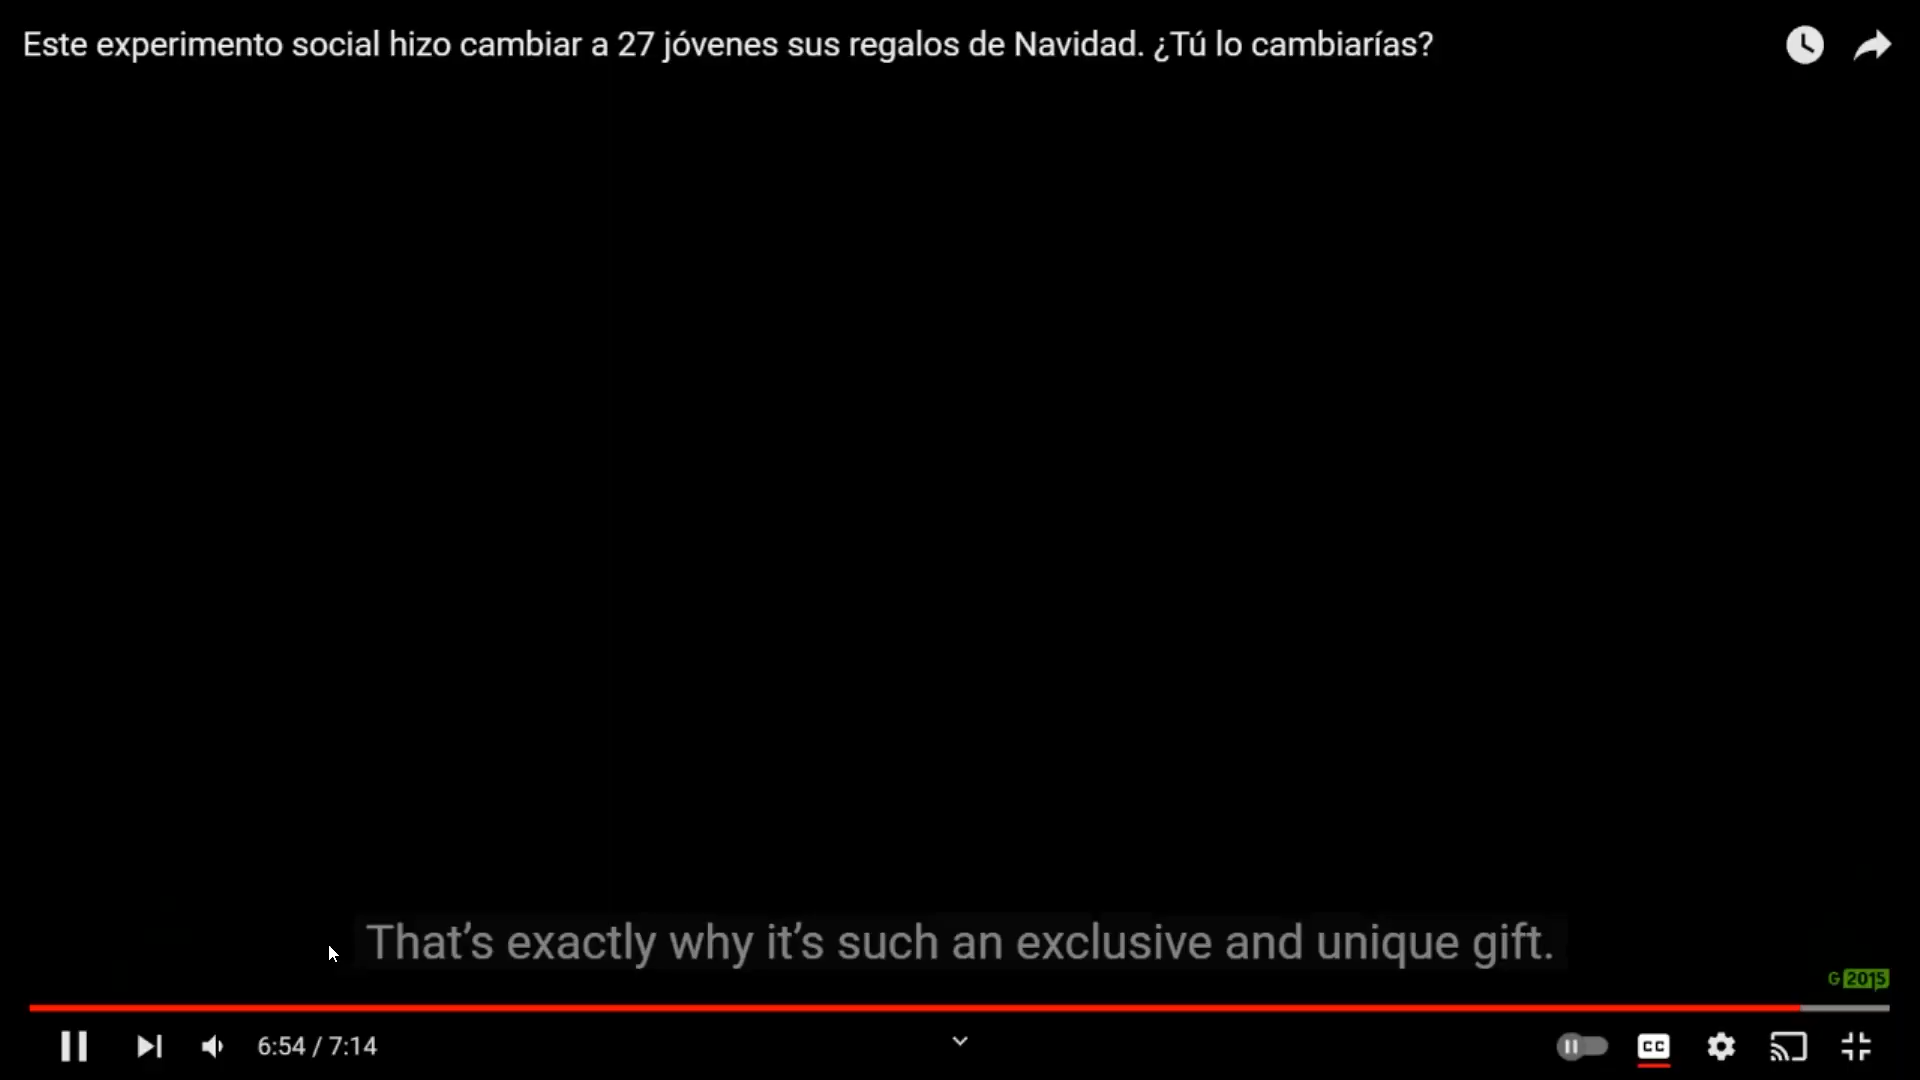 Este experimento social hizo cambiar a 27 jóvenes sus regalos de Navidad. ¿Tú lo cambiarías?
That’s exactly why it’s such an exclusive and unique gift.
G 2015
6:54 / 7:14
CC